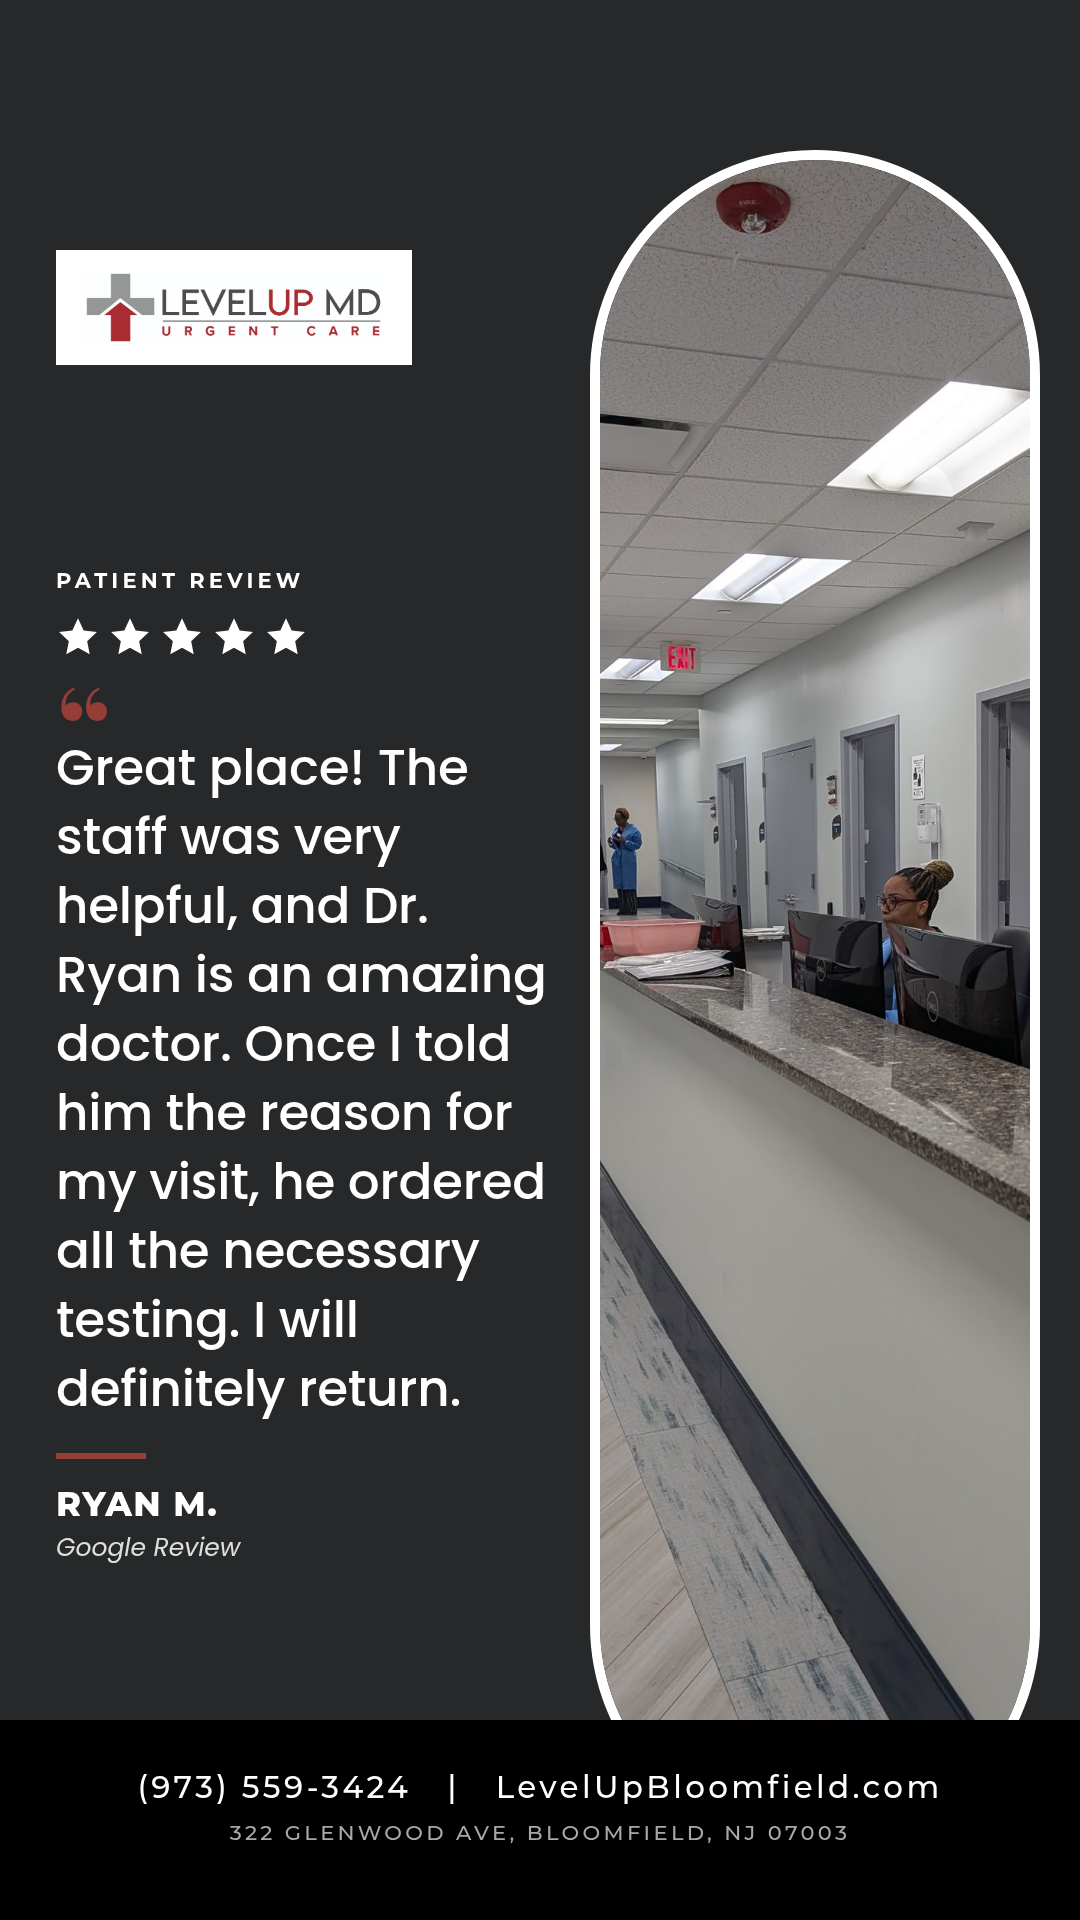 LEVELUP MD
URGENT CARE
PATIENT REVIEW
“
Great place! The
staff was very
helpful, and Dr.
Ryan is an amazing
doctor. Once I told
him the reason for
my visit, he ordered
all the necessary
testing. I will
definitely return.
RYAN M.
Google Review
FIRE
EXIT
(973) 559-3424 | LevelUpBloomfield.com
322 GLENWOOD AVE, BLOOMFIELD, NJ 07003